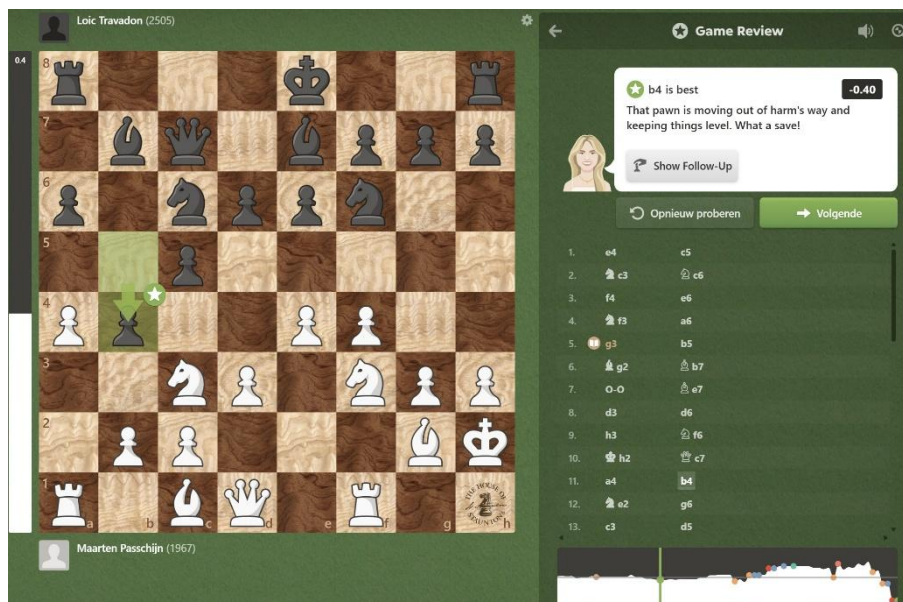 Loic Travadon (2505)
Game Review
0.4
8
7
6
5
4
3
2
1
a
b
c
d
e
f
g
h
THE HOUSE OF
STAUNTON
b4 is best
-0.40
That pawn is moving out of harm's way and
keeping things level. What a save!
Show Follow-Up
Opnieuw proberen
Volgende
1. e4 c5
2. c3 c6
3. f4 e6
4. f3 a6
5. g3 b5
6. g2 b7
7. O-O e7
8. d3 d6
9. h3 f6
10. h2 c7
11. a4 b4
12. e2 g6
13. c3 d5
Maarten Passchijn (1967)